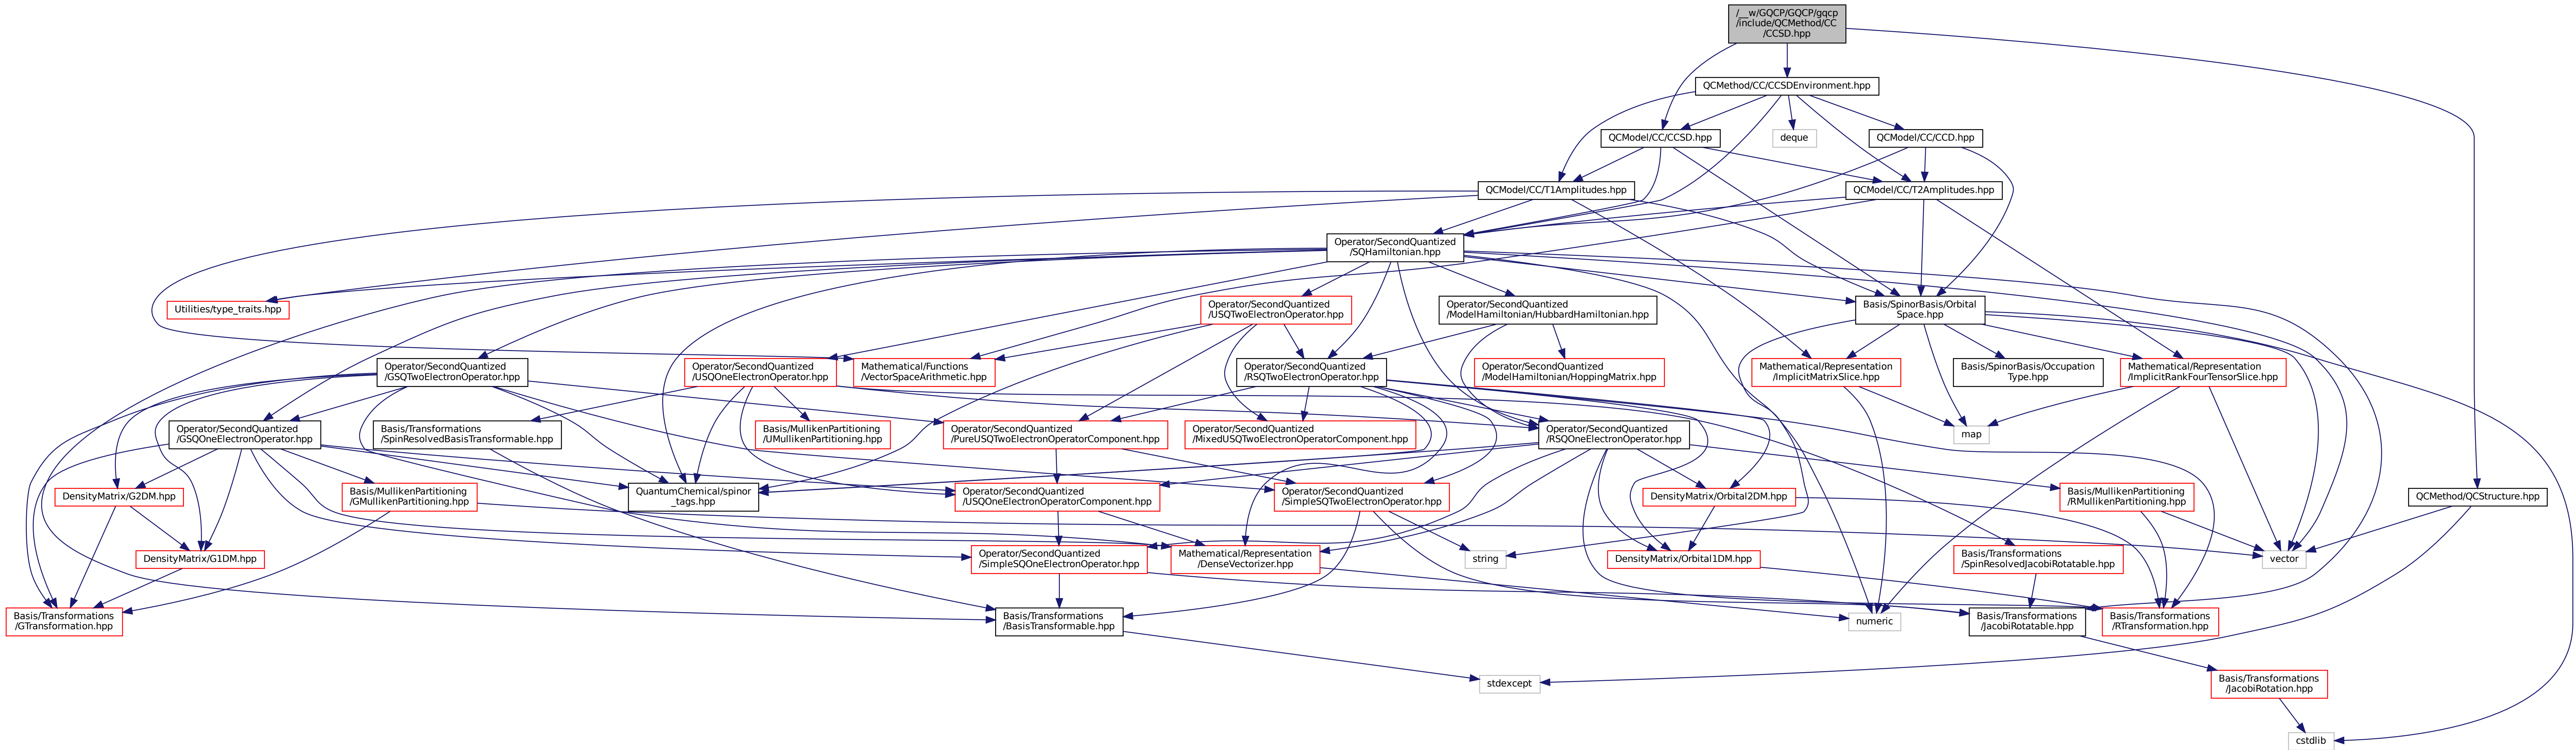 /__w/GQCP/GQCP/gqcp
/include/QCMethod/CC
/CCSD.hpp
QCMethod/CC/CCSDEnvironment.hpp
QCModel/CC/CCSD.hpp
deque
QCModel/CC/CCD.hpp
QCModel/CC/T1Amplitudes.hpp
QCModel/CC/T2Amplitudes.hpp
Operator/SecondQuantized
/SQHamiltonian.hpp
Utilities/type_traits.hpp
Operator/SecondQuantized
/USQTwoElectronOperator.hpp
Operator/SecondQuantized
/ModelHamiltonian/HubbardHamiltonian.hpp
Basis/SpinorBasis/Orbital
Space.hpp
Operator/SecondQuantized
/GSQTwoElectronOperator.hpp
Operator/SecondQuantized
/USQOneElectronOperator.hpp
Mathematical/Functions
/VectorSpaceArithmetic.hpp
Operator/SecondQuantized
/RSQTwoElectronOperator.hpp
Operator/SecondQuantized
/ModelHamiltonian/HoppingMatrix.hpp
Mathematical/Representation
/ImplicitMatrixSlice.hpp
Basis/SpinorBasis/Occupation
Type.hpp
Mathematical/Representation
/ImplicitRankFourTensorSlice.hpp
Operator/SecondQuantized
/GSQOneElectronOperator.hpp
Basis/Transformations
/SpinResolvedBasisTransformable.hpp
Basis/MullikenPartitioning
/UMullikenPartitioning.hpp
Operator/SecondQuantized
/PureUSQTwoElectronOperatorComponent.hpp
Operator/SecondQuantized
/MixedUSQTwoElectronOperatorComponent.hpp
Operator/SecondQuantized
/RSQOneElectronOperator.hpp
map
DensityMatrix/G2DM.hpp
Basis/MullikenPartitioning
/GMullikenPartitioning.hpp
QuantumChemical/spinor
_tags.hpp
Operator/SecondQuantized
/USQOneElectronOperatorComponent.hpp
Operator/SecondQuantized
/SimpleSQTwoElectronOperator.hpp
DensityMatrix/Orbital2DM.hpp
Basis/MullikenPartitioning
/RMullikenPartitioning.hpp
QCMethod/QCStructure.hpp
DensityMatrix/G1DM.hpp
Operator/SecondQuantized
/SimpleSQOneElectronOperator.hpp
Mathematical/Representation
/DenseVectorizer.hpp
string
DensityMatrix/Orbital1DM.hpp
Basis/Transformations
/SpinResolvedJacobiRotatable.hpp
vector
Basis/Transformations
/GTransformation.hpp
Basis/Transformations
/BasisTransformable.hpp
numeric
Basis/Transformations
/JacobiRotatable.hpp
Basis/Transformations
/RTransformation.hpp
stdexcept
Basis/Transformations
/JacobiRotation.hpp
cstdlib